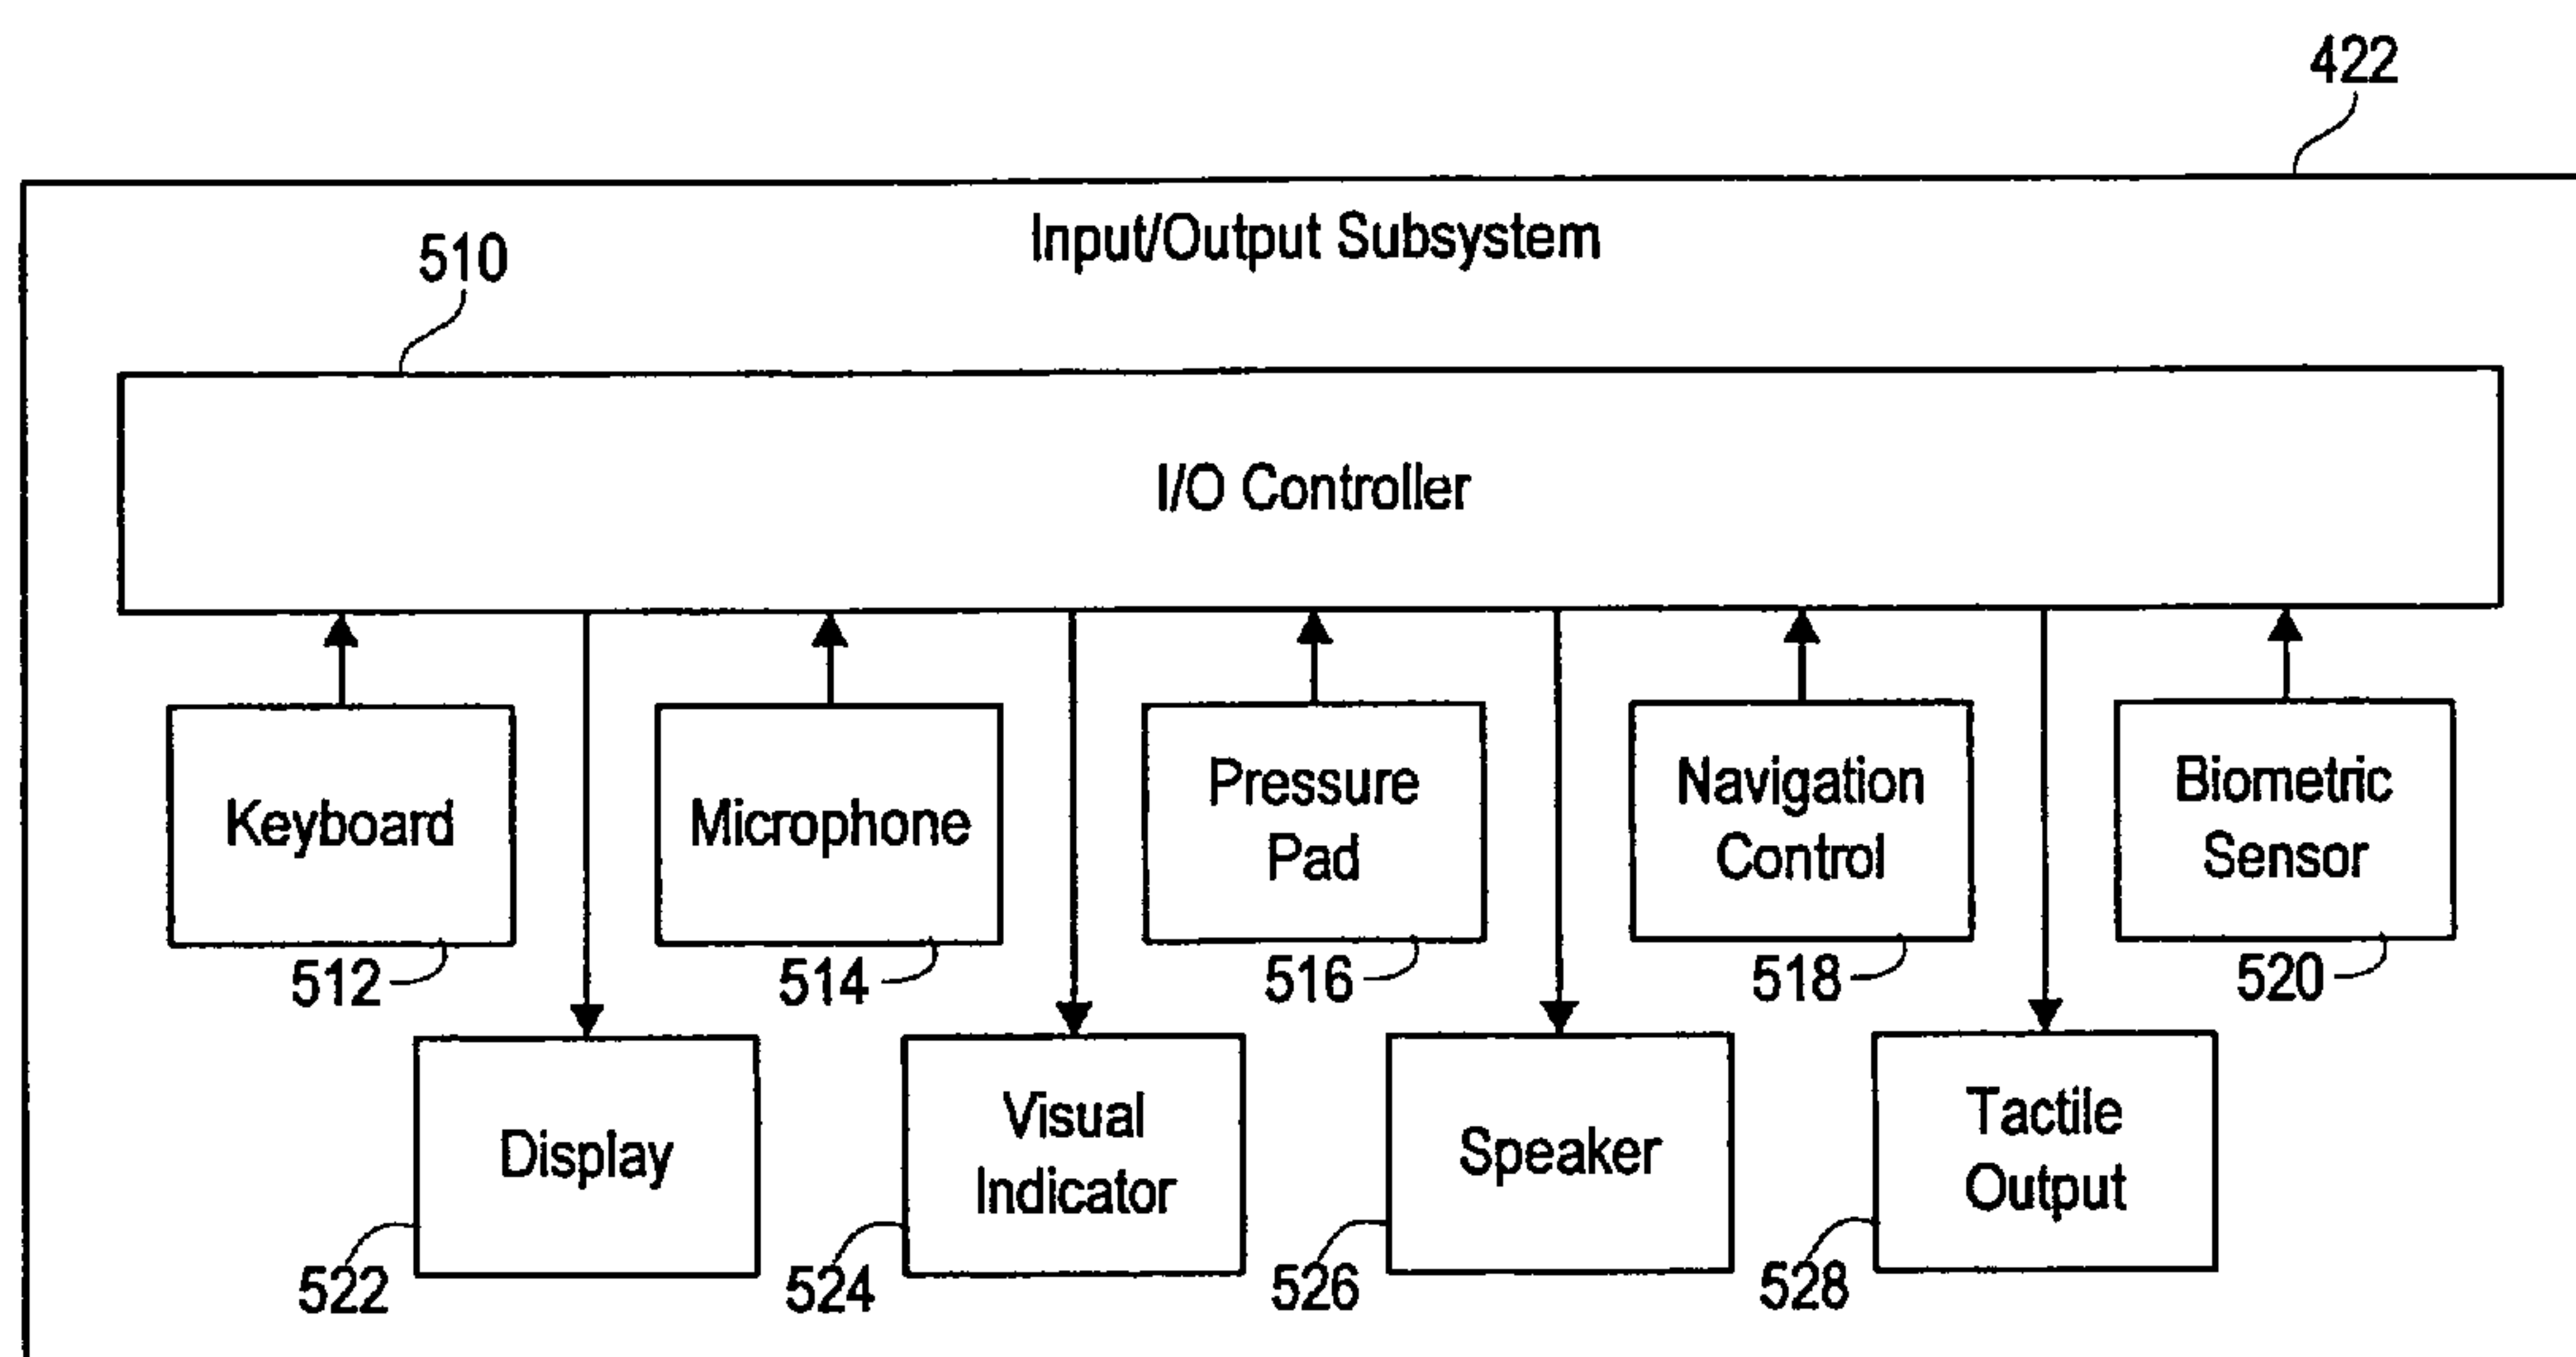 422
Input/Output Subsystem
510
I/O Controller
Keyboard
512
Microphone
514
Pressure
Pad
516
Navigation
Control
518
Biometric
Sensor
520
Display
522
Visual
Indicator
524
Speaker
526
Tactile
Output
528